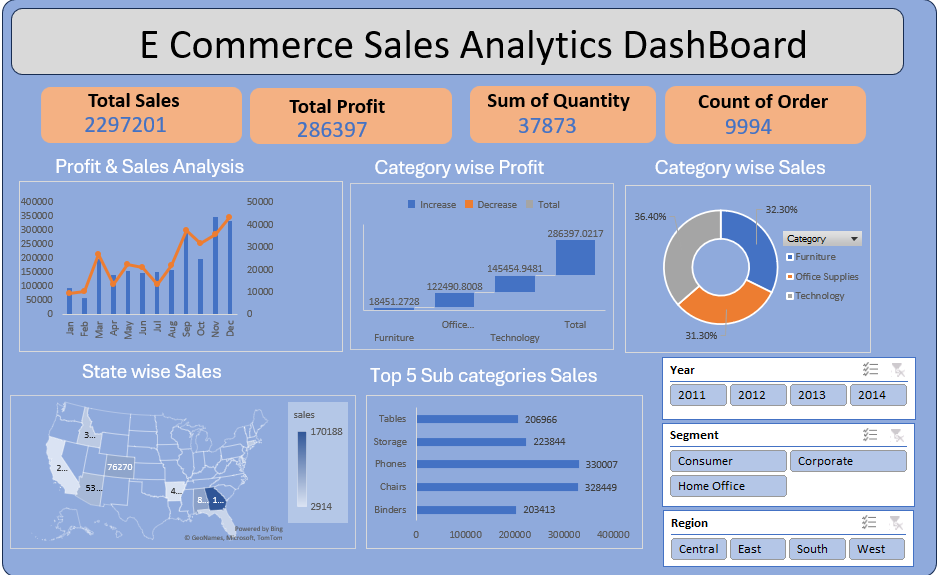 E Commerce Sales Analytics DashBoard
Total Sales
2297201
Total Profit
286397
Sum of Quantity
37873
Count of Order
9994
Profit & Sales Analysis
400000
350000
300000
250000
200000
150000
100000
50000
0
50000
40000
30000
20000
10000
0
Jan
Feb
Mar
Apr
May
Jun
Jul
Aug
Sep
Oct
Nov
Dec
Category wise Profit
Increase
Decrease
Total
18451.2728
122490.8008
145454.9481
286397.0217
Furniture
Office...
Technology
Total
Category wise Sales
36.40%
32.30%
31.30%
Category
Furniture
Office Supplies
Technology
State wise Sales
3...
2...
76270
53...
4...
8...
1...
sales
170188
2914
Powered by Bing
© GeoNames, Microsoft, TomTom
Top 5 Sub categories Sales
Tables 206966
Storage 223844
Phones 330007
Chairs 328449
Binders 203413
0 100000 200000 300000 400000
Year
2011 2012 2013 2014
Segment
Consumer Corporate
Home Office
Region
Central East South West